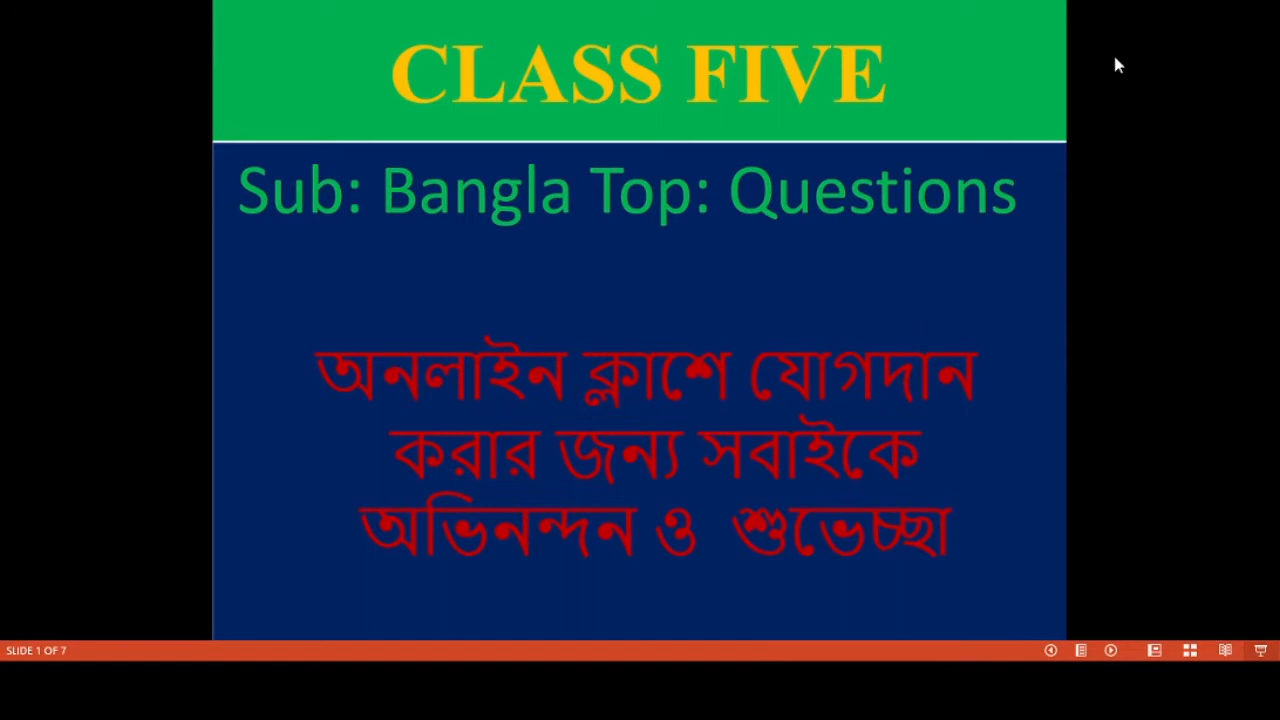 CLASS FIVE
Sub: Bangla Top: Questions
অনলাইন ক্লাশে যোগদান
করার জন্য সবাইকে
অভিনন্দন ও শুভেচ্ছা
SLIDE 1 OF 7